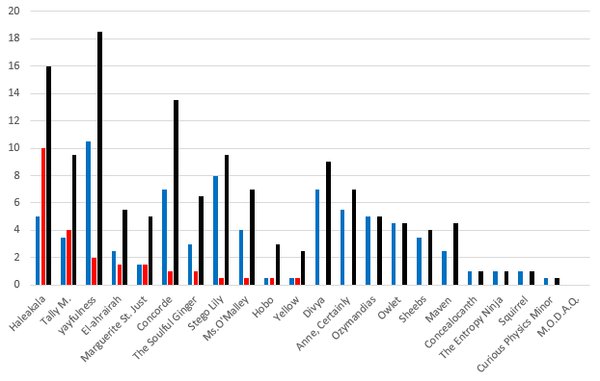 20
18
16
14
12
10
8
6
4
2
0
Haleakala
Tally M.
yayfulness
El-ahrairah
Marguerite St. Just
Concorde
The Soulful Ginger
Stego Lily
Ms.O'Malley
Hobo
Yellow
Divya
Anne, Certainly
Ozymandias
Owlet
Sheebs
Maven
Concealocanth
The Entropy Ninja
Squirrel
Curious Physics Minor
M.O.D.A.Q.